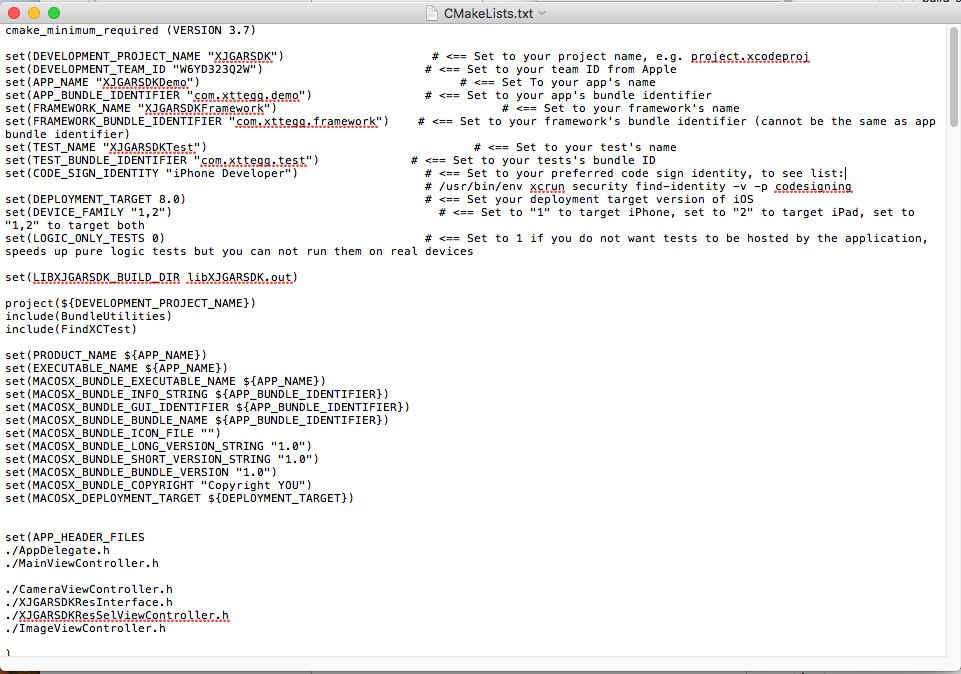 CMakeLists.txt
cmake_minimum_required (VERSION 3.7)
set(DEVELOPMENT_PROJECT_NAME "XJGARSDK") # <== Set to your project name, e.g. project.xcodeproj
set(DEVELOPMENT_TEAM_ID "W6YD323Q2W") # <== Set to your team ID from Apple
set(APP_NAME "XJGARSDKDemo") # <== Set To your app's name
set(APP_BUNDLE_IDENTIFIER "com.xttegg.demo") # <== Set to your app's bundle identifier
set(FRAMEWORK_NAME "XJGARSDKFramework") # <== Set to your framework's name
set(FRAMEWORK_BUNDLE_IDENTIFIER "com.xttegg.framework") # <== Set to your framework's bundle identifier (cannot be the same as app
bundle identifier)
set(TEST_NAME "XJGARSDKTest") # <== Set to your test's name
set(TEST_BUNDLE_IDENTIFIER "com.xttegg.test") # <== Set to your tests's bundle ID
set(CODE_SIGN_IDENTITY "iPhone Developer") # <== Set to your preferred code sign identity, to see list:
# /usr/bin/env xcrun security find-identity -v -p codesigning
set(DEPLOYMENT_TARGET 8.0) # <== Set your deployment target version of iOS
set(DEVICE_FAMILY "1,2") # <== Set to "1" to target iPhone, set to "2" to target iPad, set to
"1,2" to target both
set(LOGIC_ONLY_TESTS 0) # <== Set to 1 if you do not want tests to be hosted by the application,
speeds up pure logic tests but you can not run them on real devices
set(LIBXJGARSDK_BUILD_DIR libXJGARSDK.out)
project(${DEVELOPMENT_PROJECT_NAME})
include(BundleUtilities)
include(FindXCTest)
set(PRODUCT_NAME ${APP_NAME})
set(EXECUTABLE_NAME ${APP_NAME})
set(MACOSX_BUNDLE_EXECUTABLE_NAME ${APP_NAME})
set(MACOSX_BUNDLE_INFO_STRING ${APP_BUNDLE_IDENTIFIER})
set(MACOSX_BUNDLE_GUI_IDENTIFIER ${APP_BUNDLE_IDENTIFIER})
set(MACOSX_BUNDLE_BUNDLE_NAME ${APP_BUNDLE_IDENTIFIER})
set(MACOSX_BUNDLE_ICON_FILE "")
set(MACOSX_BUNDLE_LONG_VERSION_STRING "1.0")
set(MACOSX_BUNDLE_SHORT_VERSION_STRING "1.0")
set(MACOSX_BUNDLE_BUNDLE_VERSION "1.0")
set(MACOSX_BUNDLE_COPYRIGHT "Copyright YOU")
set(MACOSX_DEPLOYMENT_TARGET ${DEPLOYMENT_TARGET})
set(APP_HEADER_FILES
./AppDelegate.h
./MainViewController.h
./CameraViewController.h
./XJGARSDKResInterface.h
./XJGARSDKResSelViewController.h
./ImageViewController.h
)